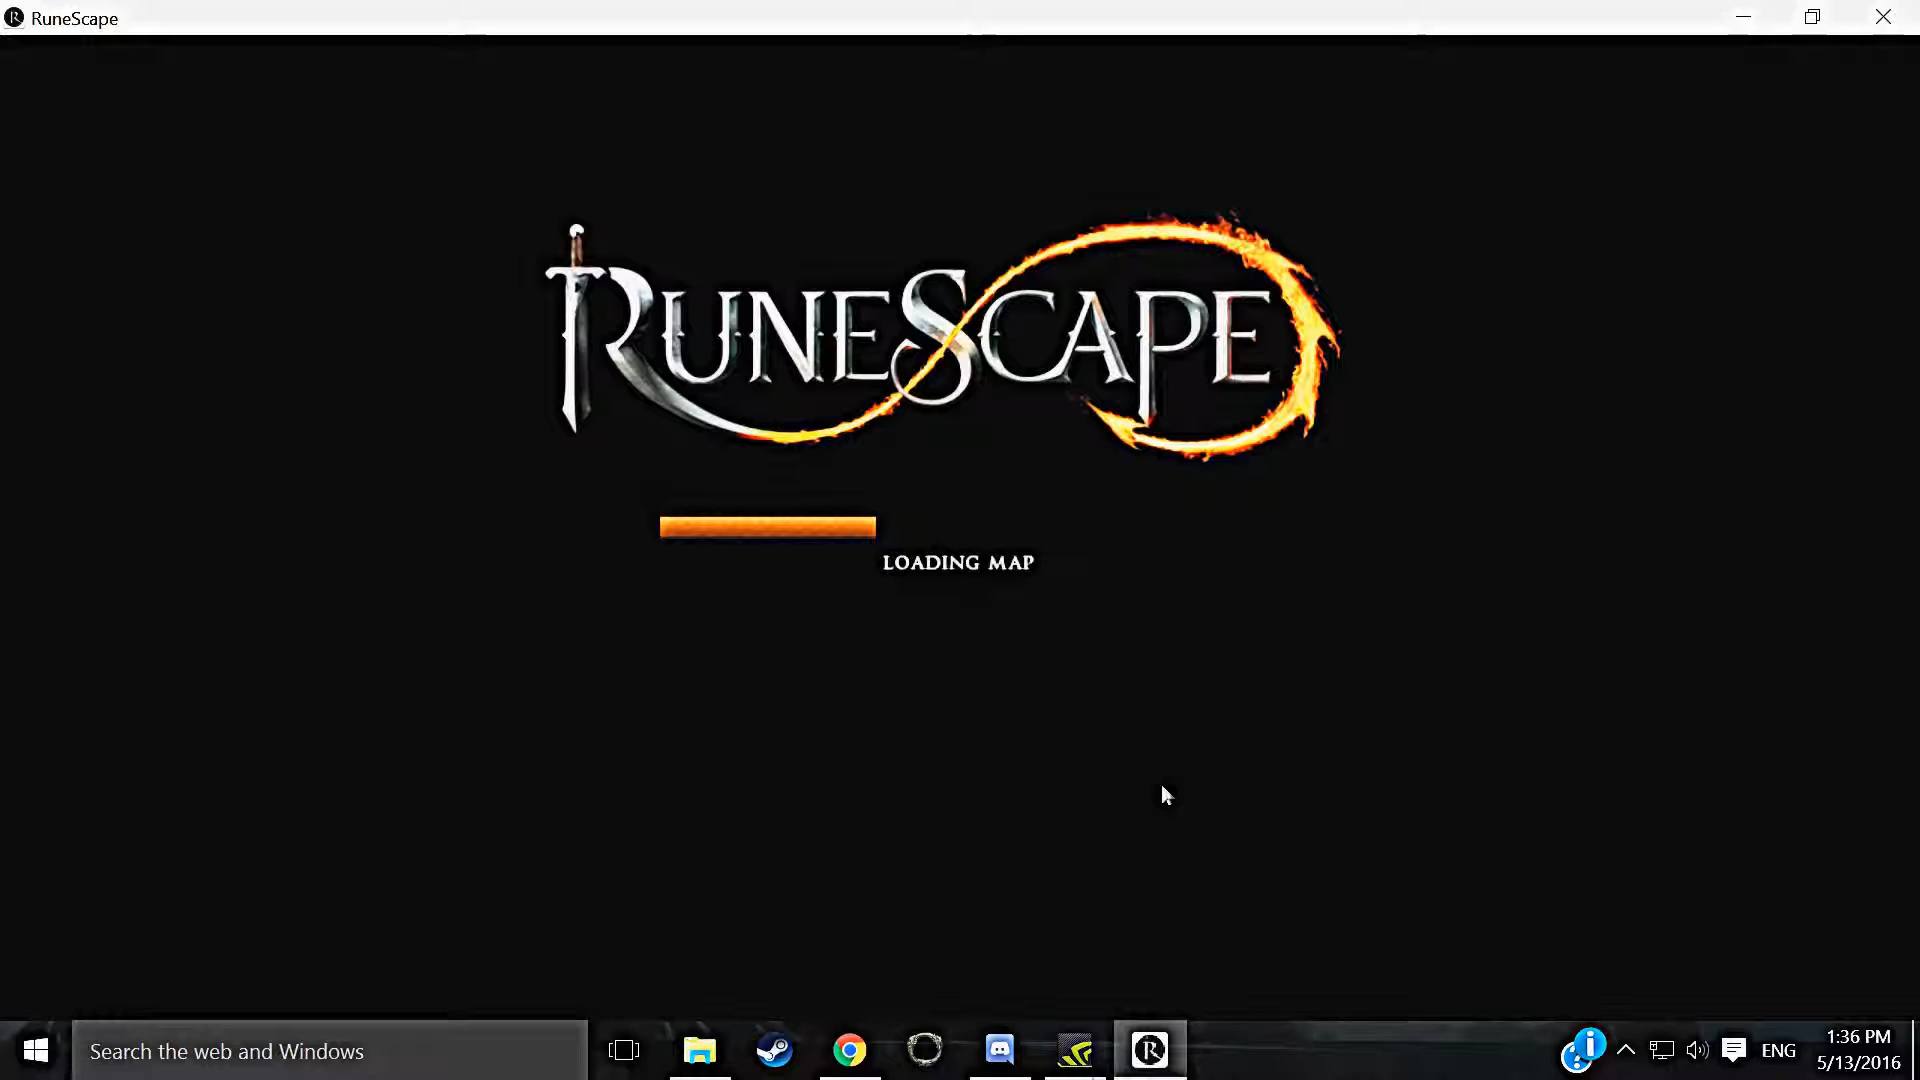 RuneScape
RUNESCAPE
LOADING MAP
Search the web and Windows
ENG
1:36 PM
5/13/2016